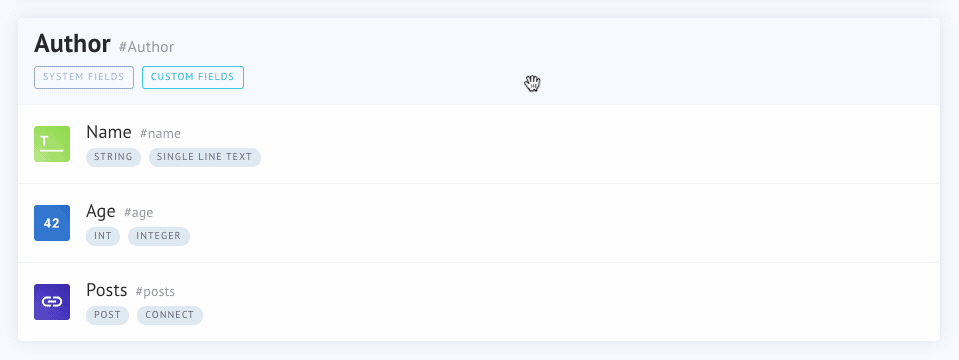 Author #Author
SYSTEM FIELDS CUSTOM FIELDS
T
Name #name
STRING SINGLE LINE TEXT
42
Age #age
INT INTEGER
Posts #posts
POST CONNECT